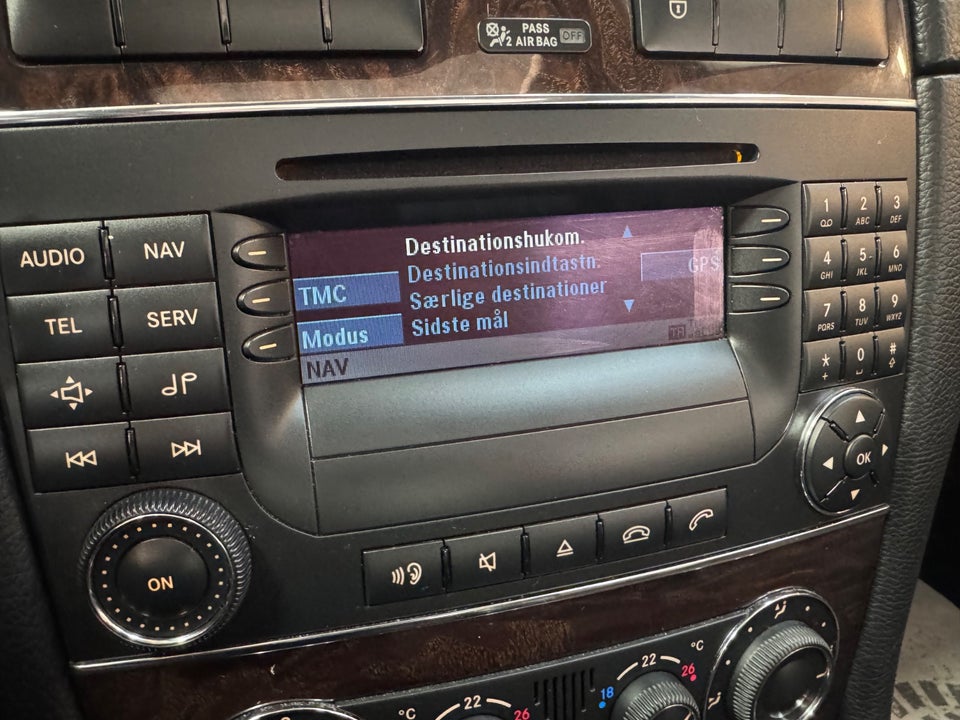 PASS
2 AIR BAG OFF
AUDIO NAV
TEL SERV
Destinationshukom.
Destinationsindtastn.
Særlige destinationer
Sidste mål
TMC
Modus
NAV
GPS
1 2 ABC 3 DEF
4 GHI 5 JKL 6 MNO
7 PQRS 8 TUV 9 WXYZ
* + 0 #
OK
ON
°C 22 26
18 22 °C 26